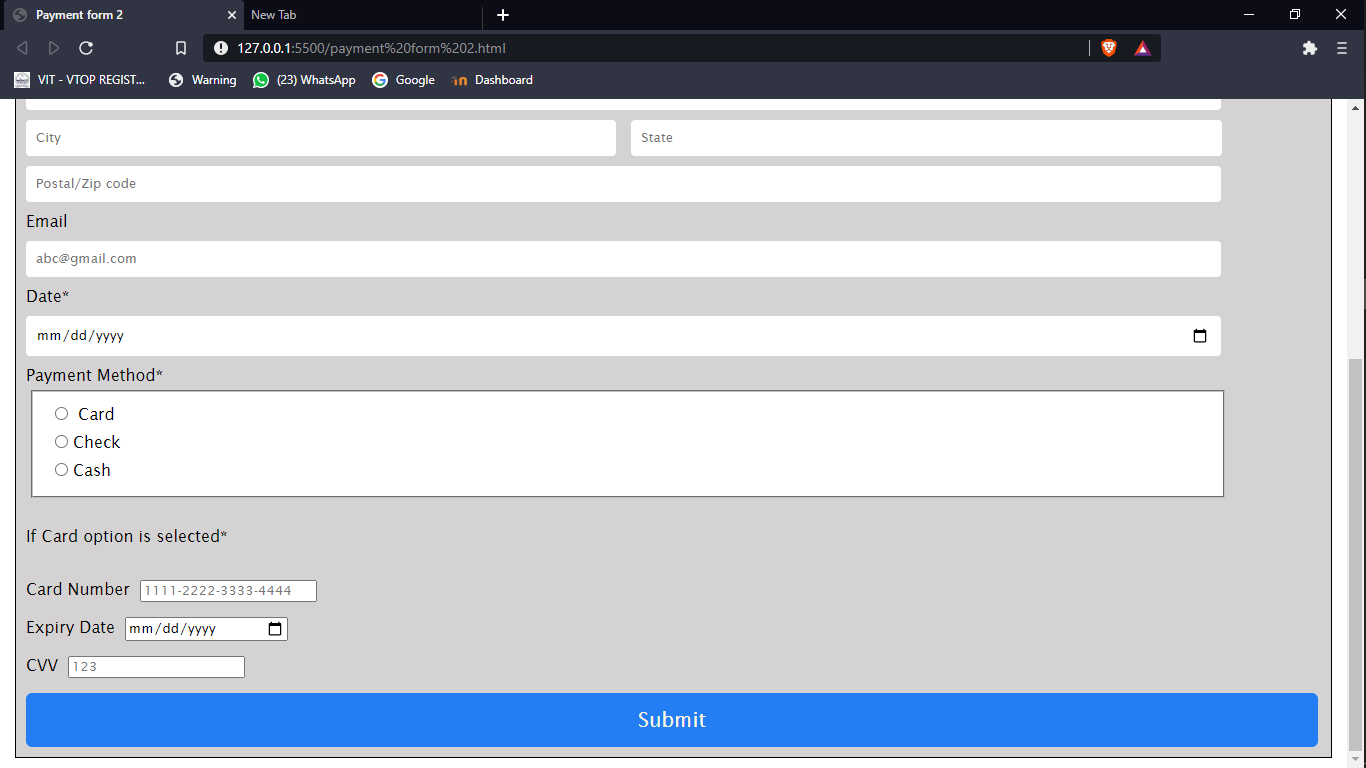 Payment form 2 New Tab
127.0.0.1:5500/payment%20form%202.html
VIT - VTOP REGIST... Warning (23) WhatsApp Google Dashboard
City State
Postal/Zip code
Email
abc@gmail.com
Date*
mm/dd/yyyy
Payment Method*
Card
Check
Cash
If Card option is selected*
Card Number 1111-2222-3333-4444
Expiry Date mm/dd/yyyy
CVV 123
Submit